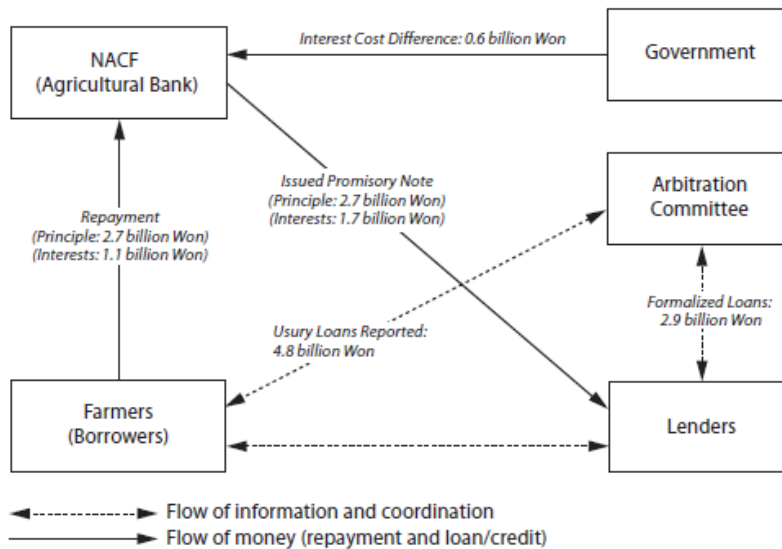 Interest Cost Difference: 0.6 billion Won
NACF
(Agricultural Bank)
Government
Issued Promisory Note
(Principle: 2.7 billion Won)
(Interests: 1.7 billion Won)
Arbitration
Committee
Repayment
(Principle: 2.7 billion Won)
(Interests: 1.1 billion Won)
Formalized Loans:
2.9 billion Won
Usury Loans Reported:
4.8 billion Won
Farmers
(Borrowers)
Lenders
Flow of information and coordination
Flow of money (repayment and loan/credit)